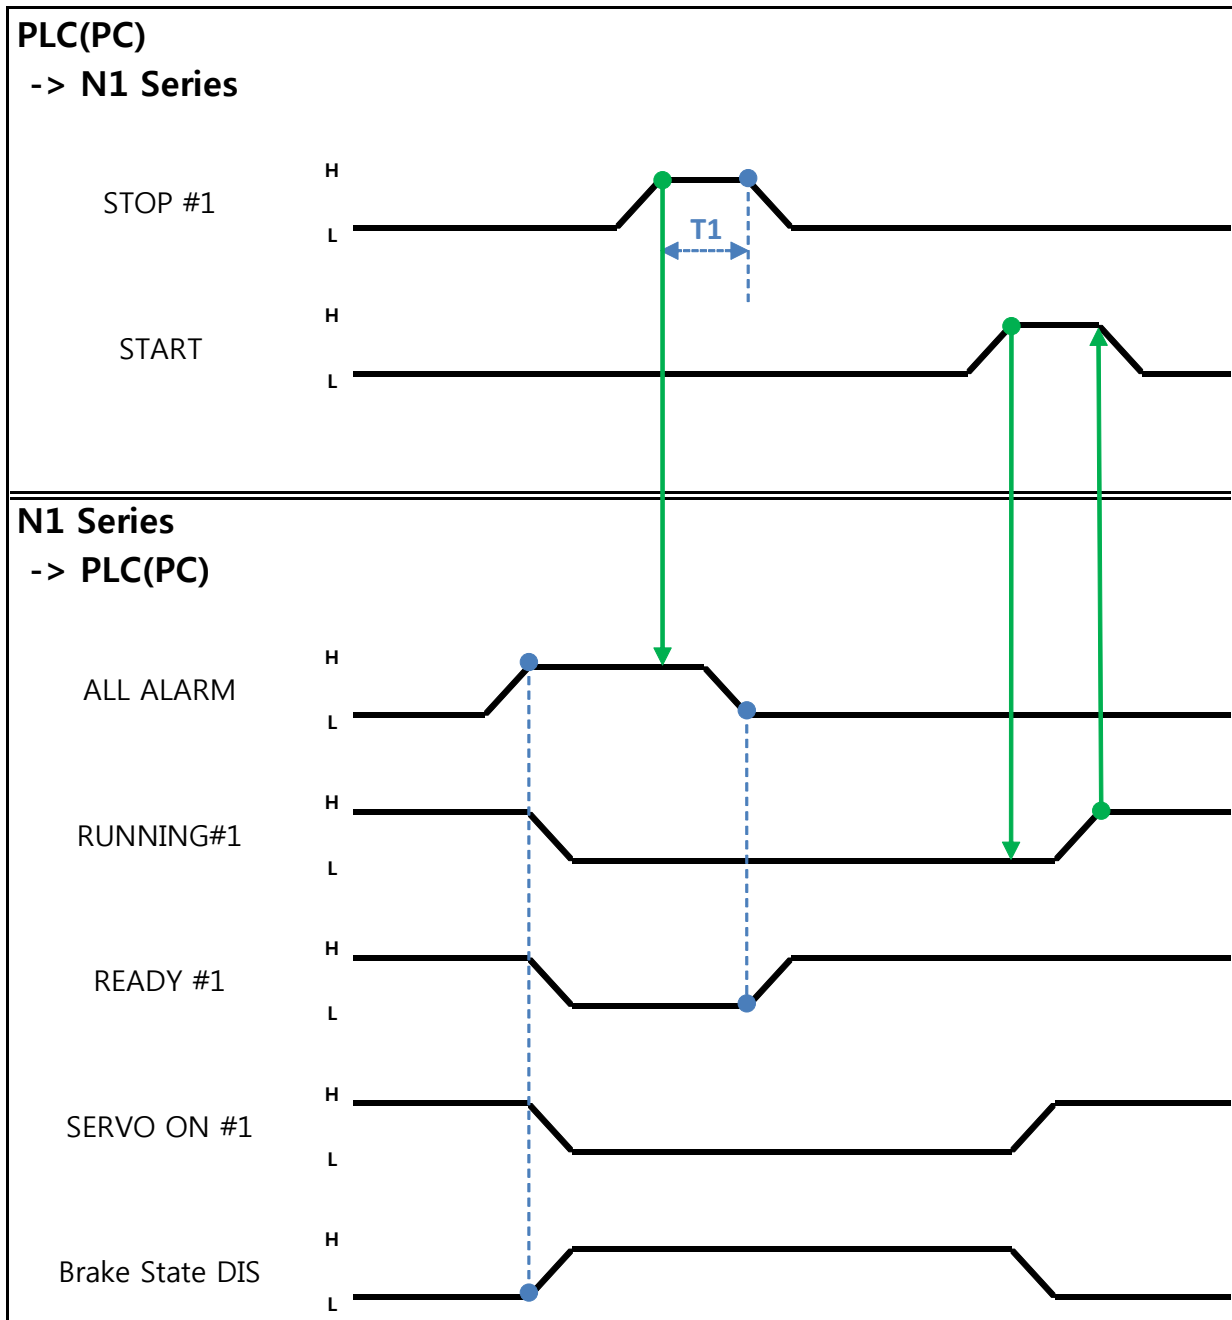 PLC(PC)
-> N1 Series
H
STOP #1
L
T1
H
START
L
N1 Series
-> PLC(PC)
H
ALL ALARM
L
H
RUNNING#1
L
H
READY #1
L
H
SERVO ON #1
L
H
Brake State DIS
L